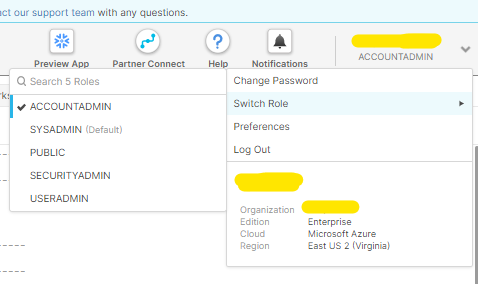 act our support team with any questions.
Preview App
Partner Connect
Help
Notifications
ACCOUNTADMIN
Search 5 Roles
ACCOUNTADMIN
SYSADMIN (Default)
PUBLIC
SECURITYADMIN
USERADMIN
Change Password
Switch Role
Preferences
Log Out
Organization
Edition Enterprise
Cloud Microsoft Azure
Region East US 2 (Virginia)